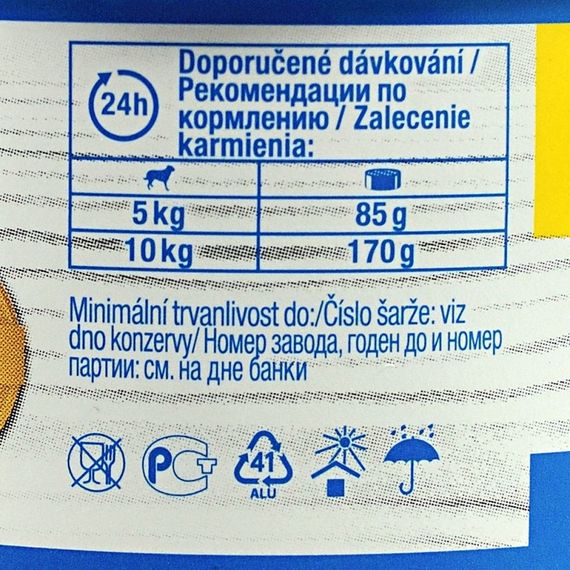 24h
Doporučené dávkování /
Рекомендации по
кормлению / Zalecenie
karmienia:
5 kg 85 g
10 kg 170 g
Minimální trvanlivost do:/Číslo šarže: viz
dno konzervy/ Номер завода, годен до и номер
партии: см. на дне банки
РСТ
41
ALU